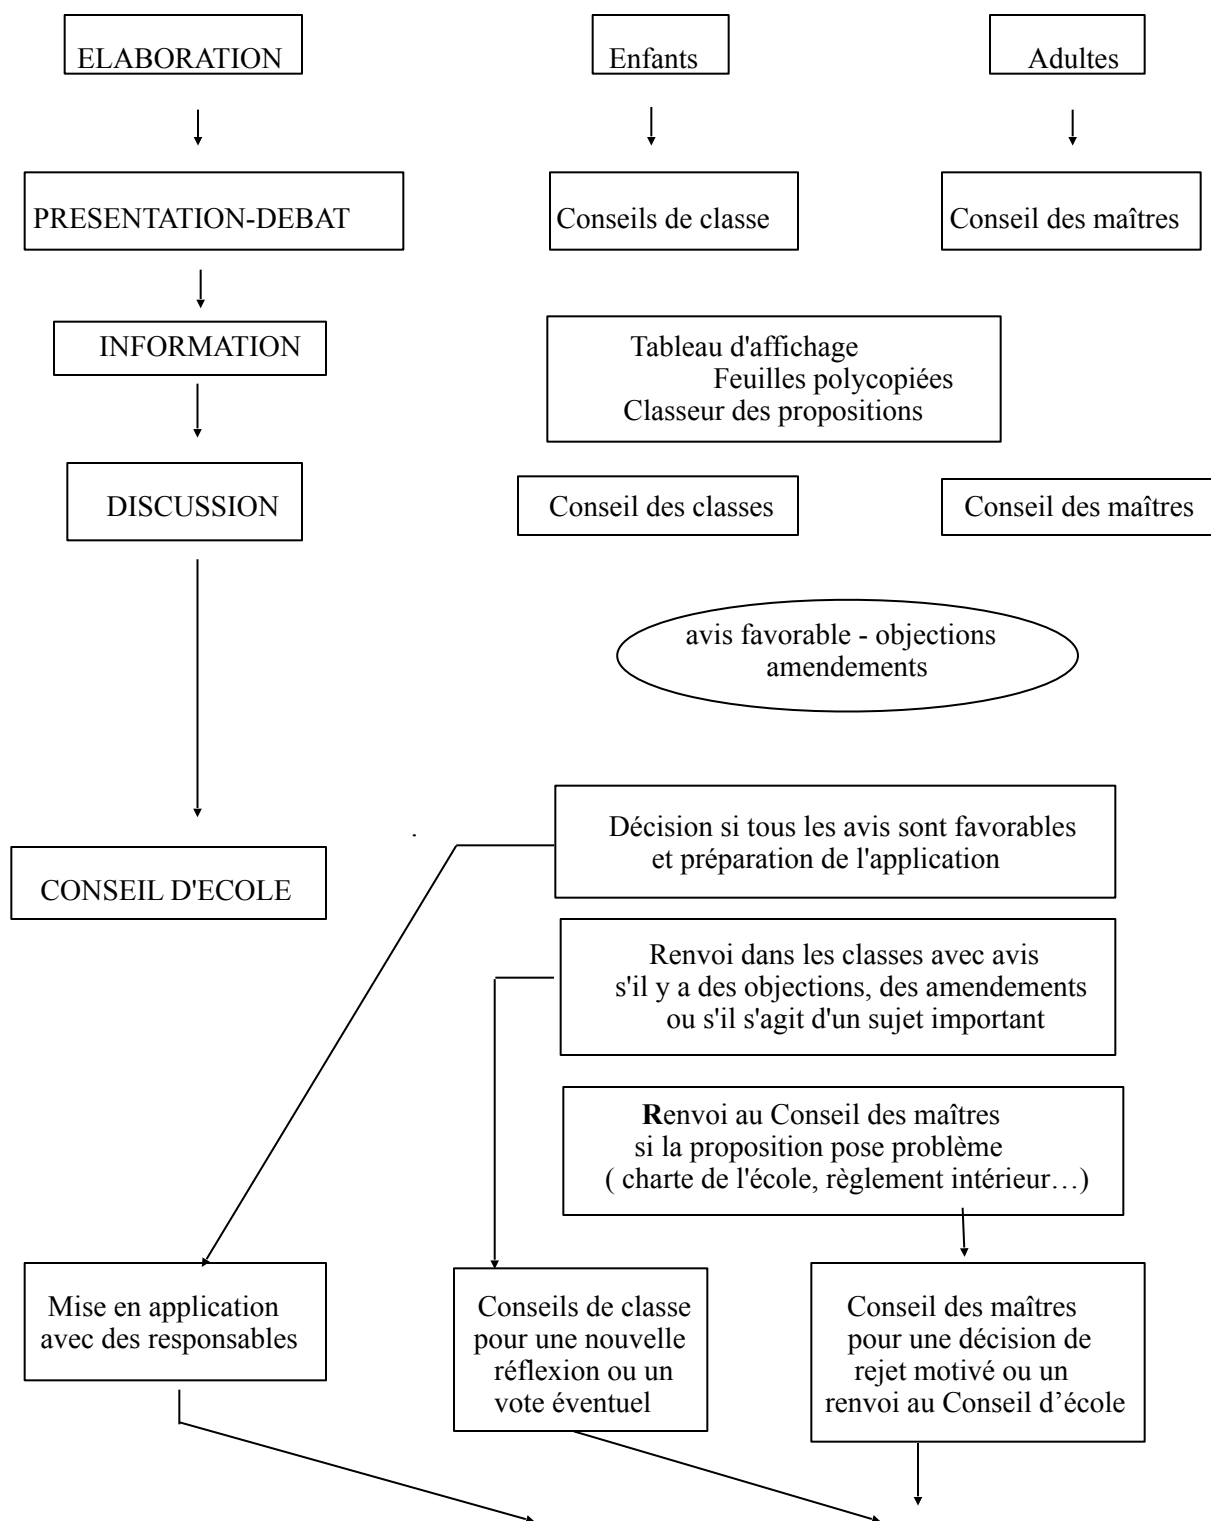 ELABORATION
Enfants
Adultes
PRESENTATION-DEBAT
Conseils de classe
Conseil des maîtres
INFORMATION
Tableau d'affichage
Feuilles polycopiées
Classeur des propositions
DISCUSSION
Conseil des classes
Conseil des maîtres
avis favorable - objections
amendements
Décision si tous les avis sont favorables
et préparation de l'application
CONSEIL D'ECOLE
Renvoi dans les classes avec avis
s'il y a des objections, des amendements
ou s'il s'agit d'un sujet important
Renvoi au Conseil des maîtres
si la proposition pose problème
( charte de l'école, règlement intérieur…)
Mise en application
avec des responsables
Conseils de classe
pour une nouvelle
réflexion ou un
vote éventuel
Conseil des maîtres
pour une décision de
rejet motivé ou un
renvoi au Conseil d’école